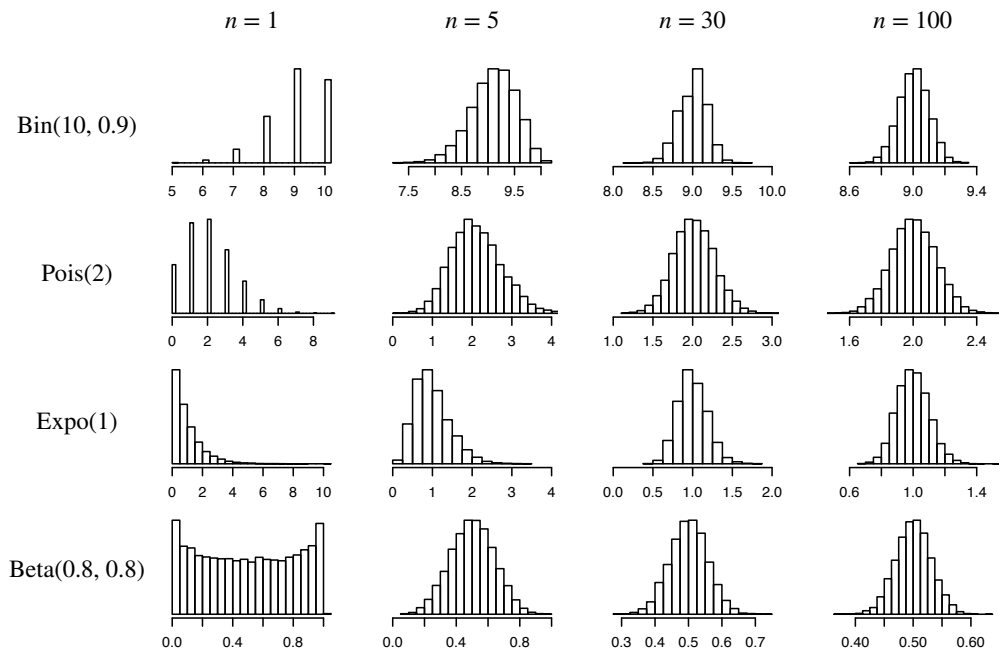 n = 1 n = 5 n = 30 n = 100
Bin(10, 0.9)
5 6 7 8 9 10 7.5 8.5 9.5 8.0 8.5 9.0 9.5 10.0 8.6 9.0 9.4
Pois(2)
0 2 4 6 8 0 1 2 3 4 1.0 1.5 2.0 2.5 3.0 1.6 2.0 2.4
Expo(1)
0 2 4 6 8 10 0 1 2 3 4 0.0 0.5 1.0 1.5 2.0 0.6 1.0 1.4
Beta(0.8, 0.8)
0.0 0.4 0.8 0.0 0.4 0.8 0.3 0.4 0.5 0.6 0.7 0.40 0.50 0.60